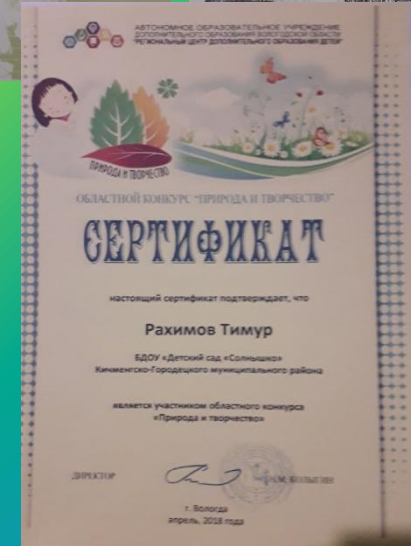 АВТОНОМНОЕ ОБРАЗОВАТЕЛЬНОЕ УЧРЕЖДЕНИЕ
ДОПОЛНИТЕЛЬНОГО ОБРАЗОВАНИЯ ВОЛОГОДСКОЙ ОБЛАСТИ
"РЕГИОНАЛЬНЫЙ ЦЕНТР ДОПОЛНИТЕЛЬНОГО ОБРАЗОВАНИЯ ДЕТЕЙ"
ПРИРОДА И ТВОРЧЕСТВО
ОБЛАСТНОЙ КОНКУРС "ПРИРОДА И ТВОРЧЕСТВО"
СЕРТИФИКАТ
настоящий сертификат подтверждает, что
Рахимов Тимур
БДОУ «Детский сад «Солнышко»
Кичменгско-Городецкого муниципального района
является участником областного конкурса
«Природа и творчество»
ДИРЕКТОР
г. Вологда
апрель, 2018 года